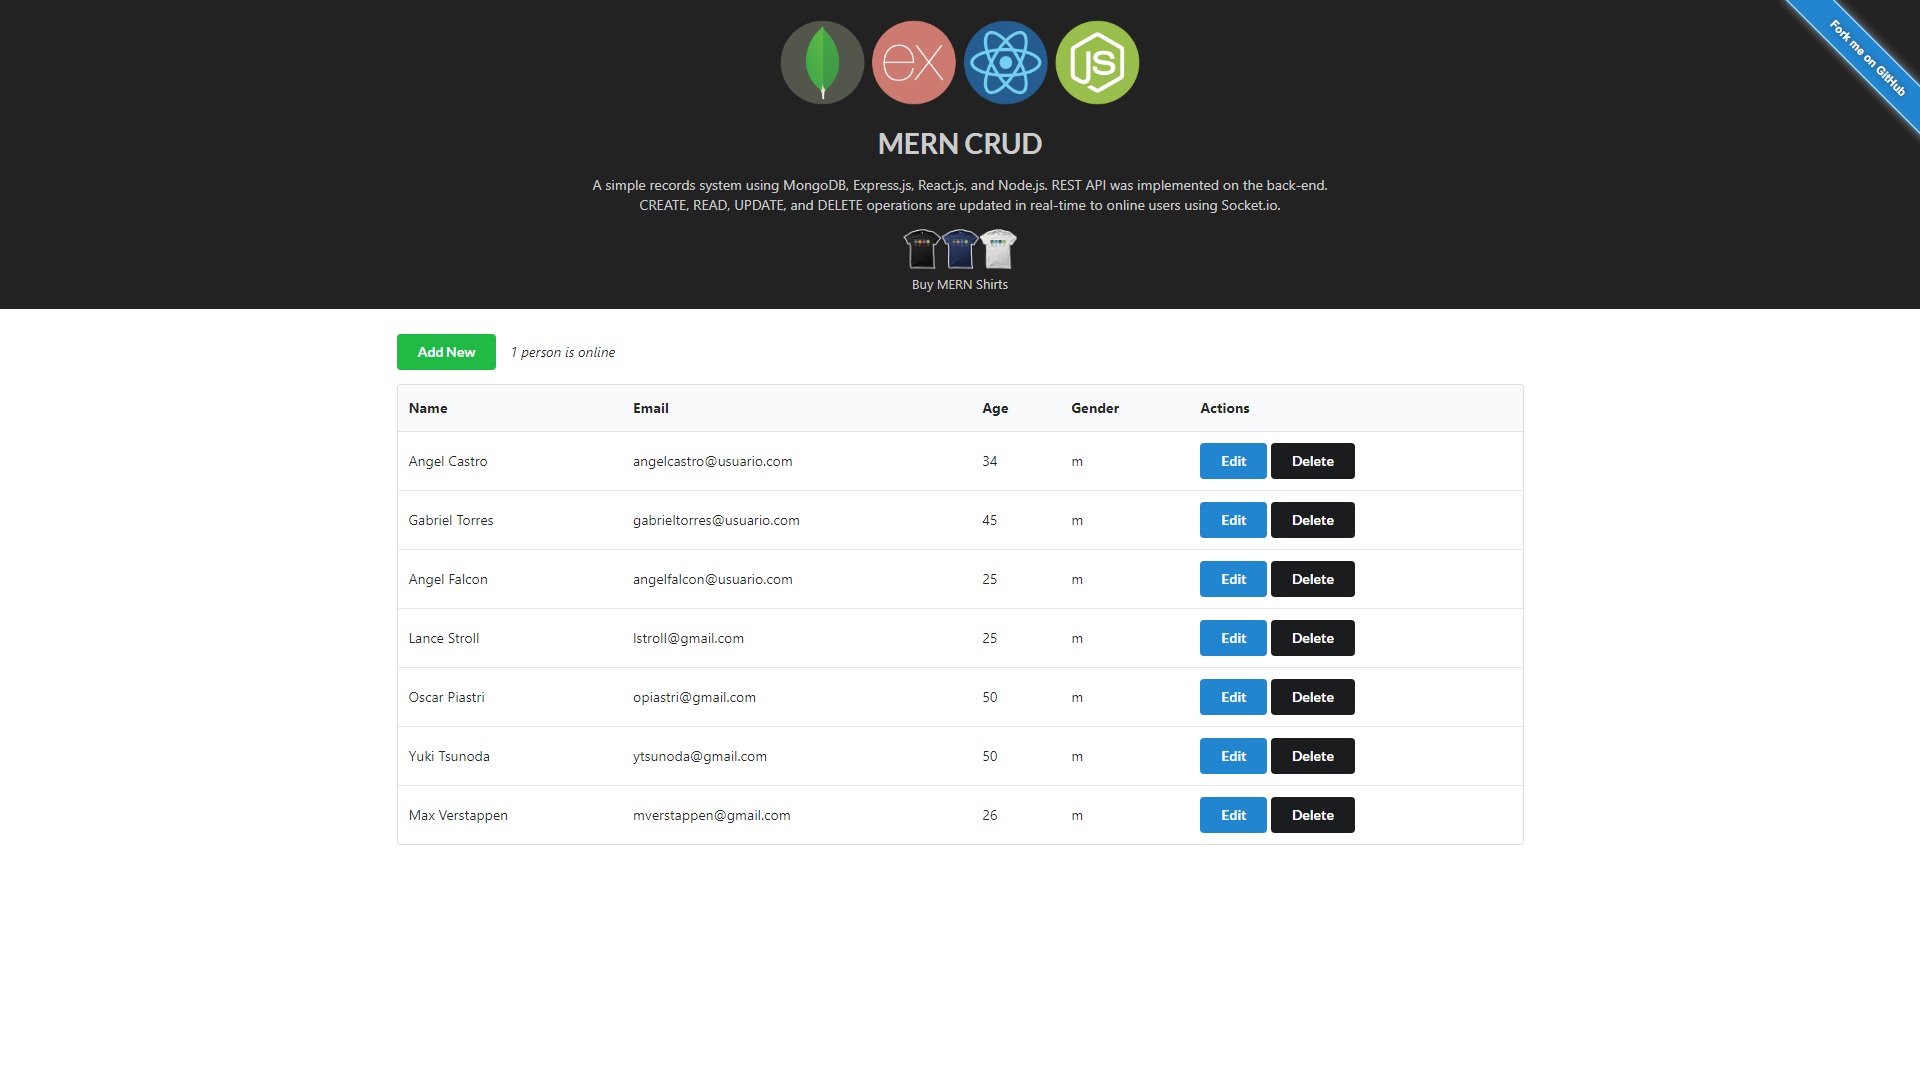 ex
JS
Fork me on GitHub
MERN CRUD
A simple records system using MongoDB, Express.js, React.js, and Node.js. REST API was implemented on the back-end.
CREATE, READ, UPDATE, and DELETE operations are updated in real-time to online users using Socket.io.
Buy MERN Shirts
Add New 1 person is online
Name Email Age Gender Actions
Angel Castro angelcastro@usuario.com 34 m Edit Delete
Gabriel Torres gabrieltorres@usuario.com 45 m Edit Delete
Angel Falcon angelfalcon@usuario.com 25 m Edit Delete
Lance Stroll lstroll@gmail.com 25 m Edit Delete
Oscar Piastri opiastri@gmail.com 50 m Edit Delete
Yuki Tsunoda ytsunoda@gmail.com 50 m Edit Delete
Max Verstappen mverstappen@gmail.com 26 m Edit Delete